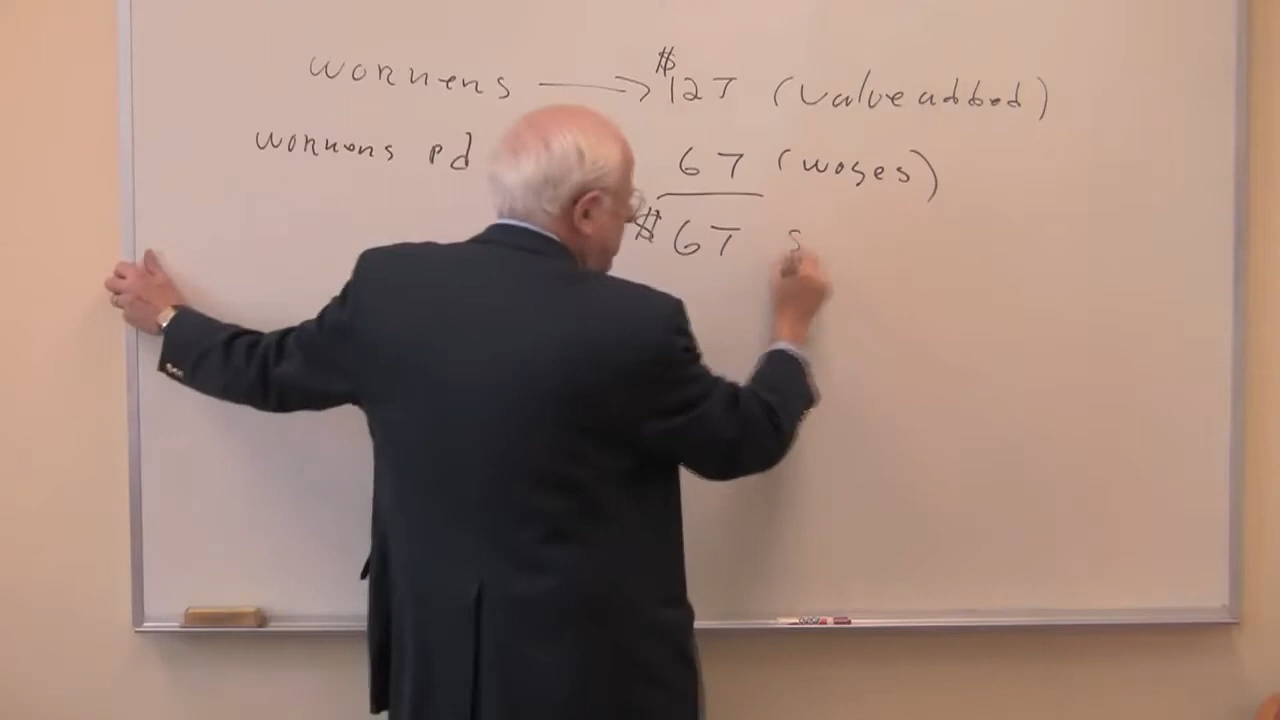 workers → $127 (value added)
workers pd 67 (wages)
$67 s